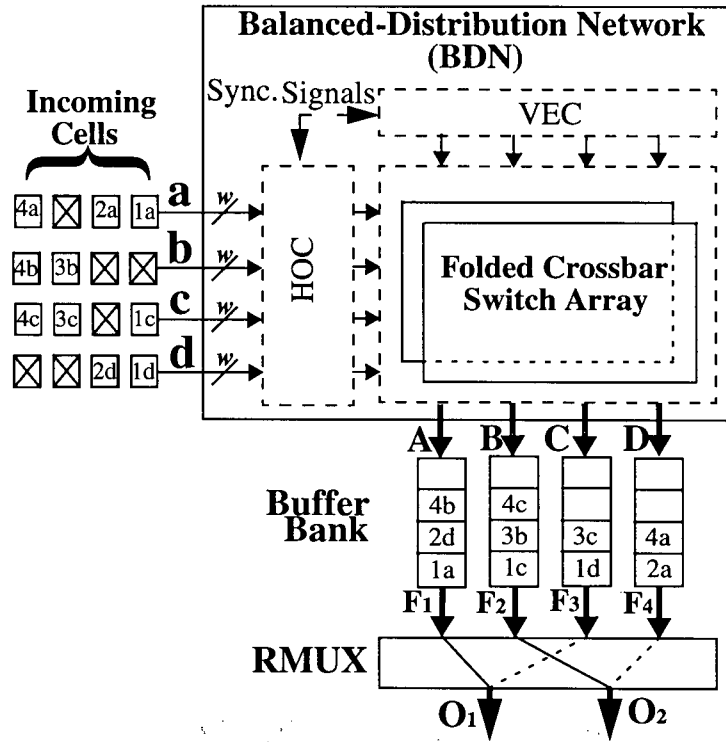 Balanced-Distribution Network
(BDN)
Sync. Signals
VEC
Incoming
Cells
4a 2a 1a a w
4b 3b b w
4c 3c 1c c w
2d 1d d w
HOC
Folded Crossbar
Switch Array
A B C D
Buffer
Bank
4b 4c
2d 3b 3c 4a
1a 1c 1d 2a
F1 F2 F3 F4
RMUX
O1 O2